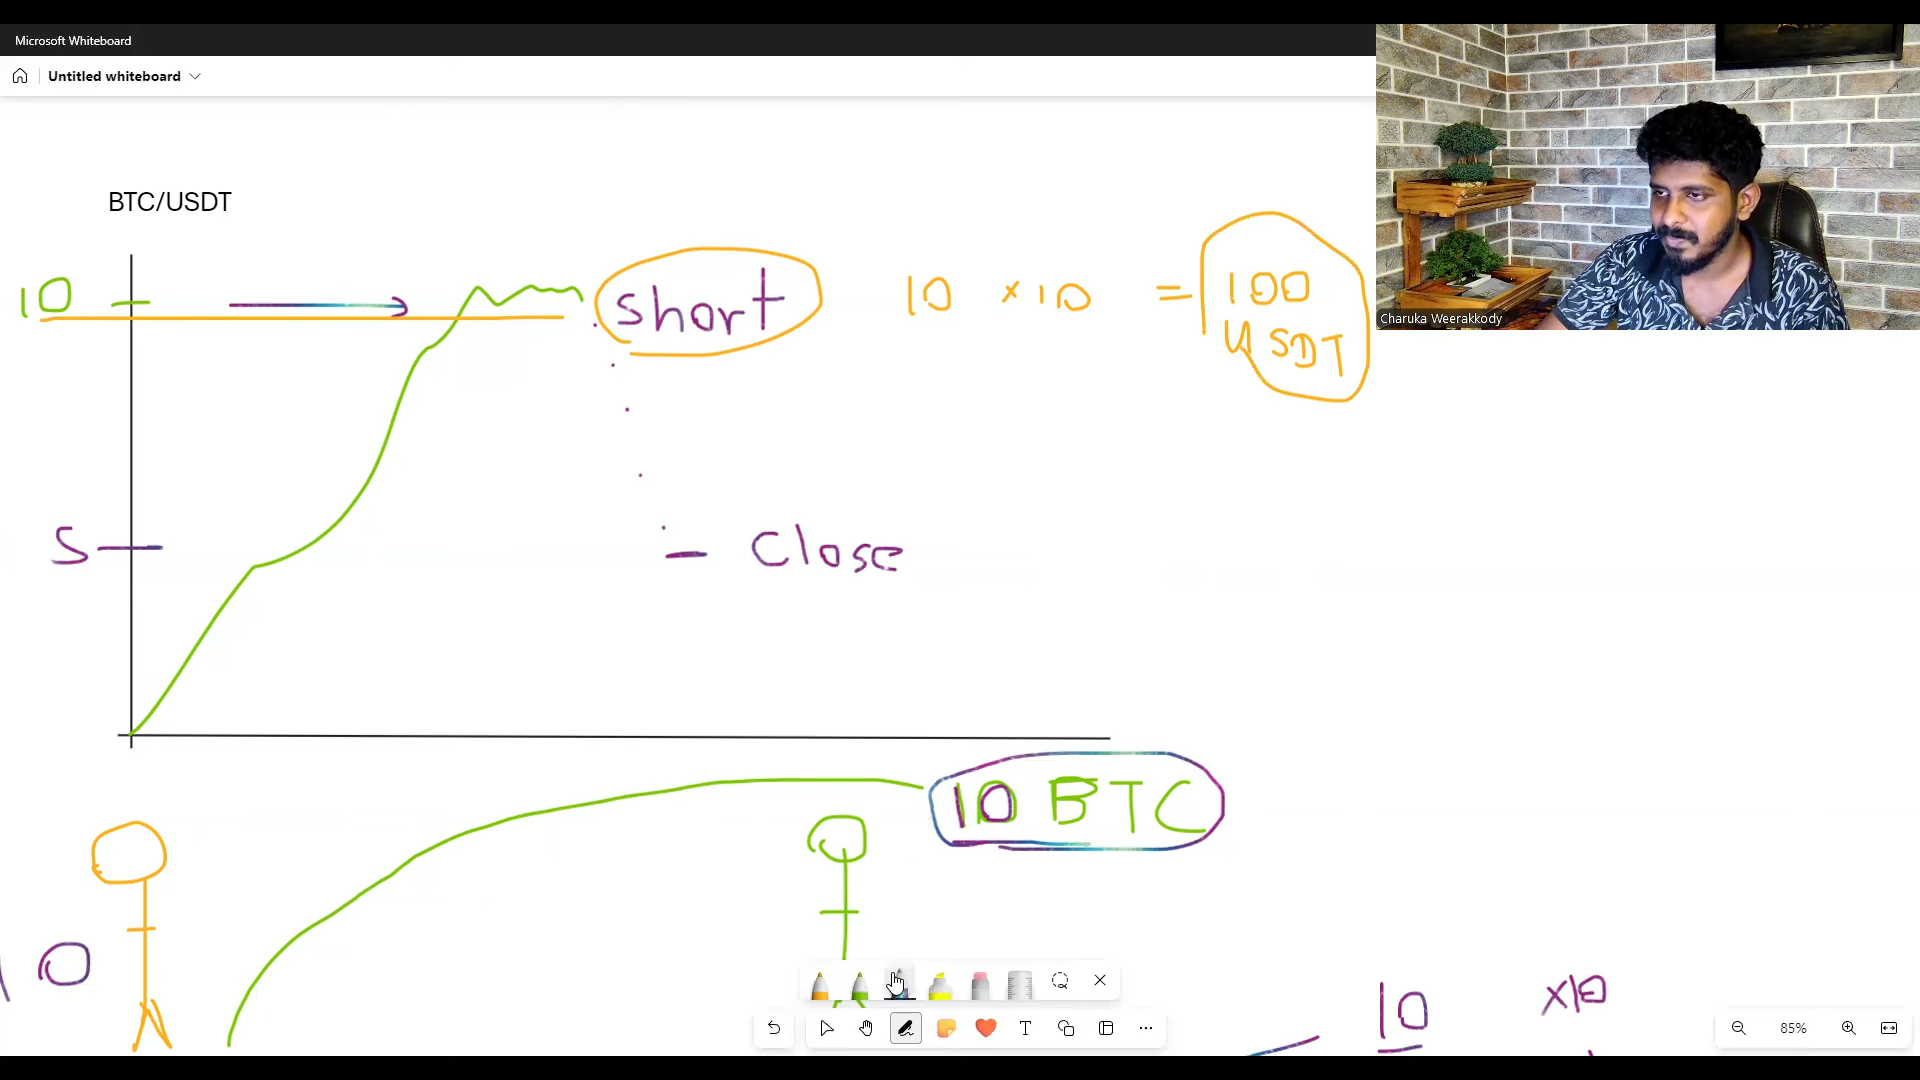 Microsoft Whiteboard
Untitled whiteboard
BTC/USDT
10
short
10 × 10 = 100
USDT
Charuka Weerakkody
5
- Close
10 BTC
10
10
x10
85%